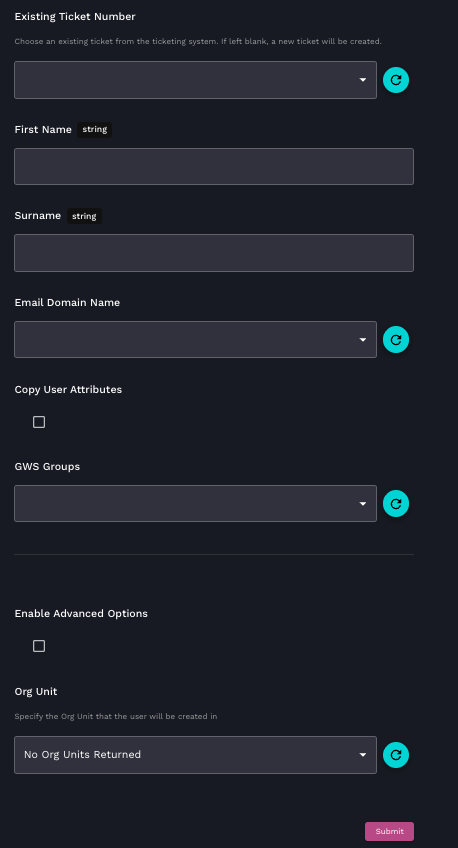 Existing Ticket Number
Choose an existing ticket from the ticketing system. If left blank, a new ticket will be created.
First Name string
Surname string
Email Domain Name
Copy User Attributes
GWS Groups
Enable Advanced Options
Org Unit
Specify the Org Unit that the user will be created in
No Org Units Returned
Submit